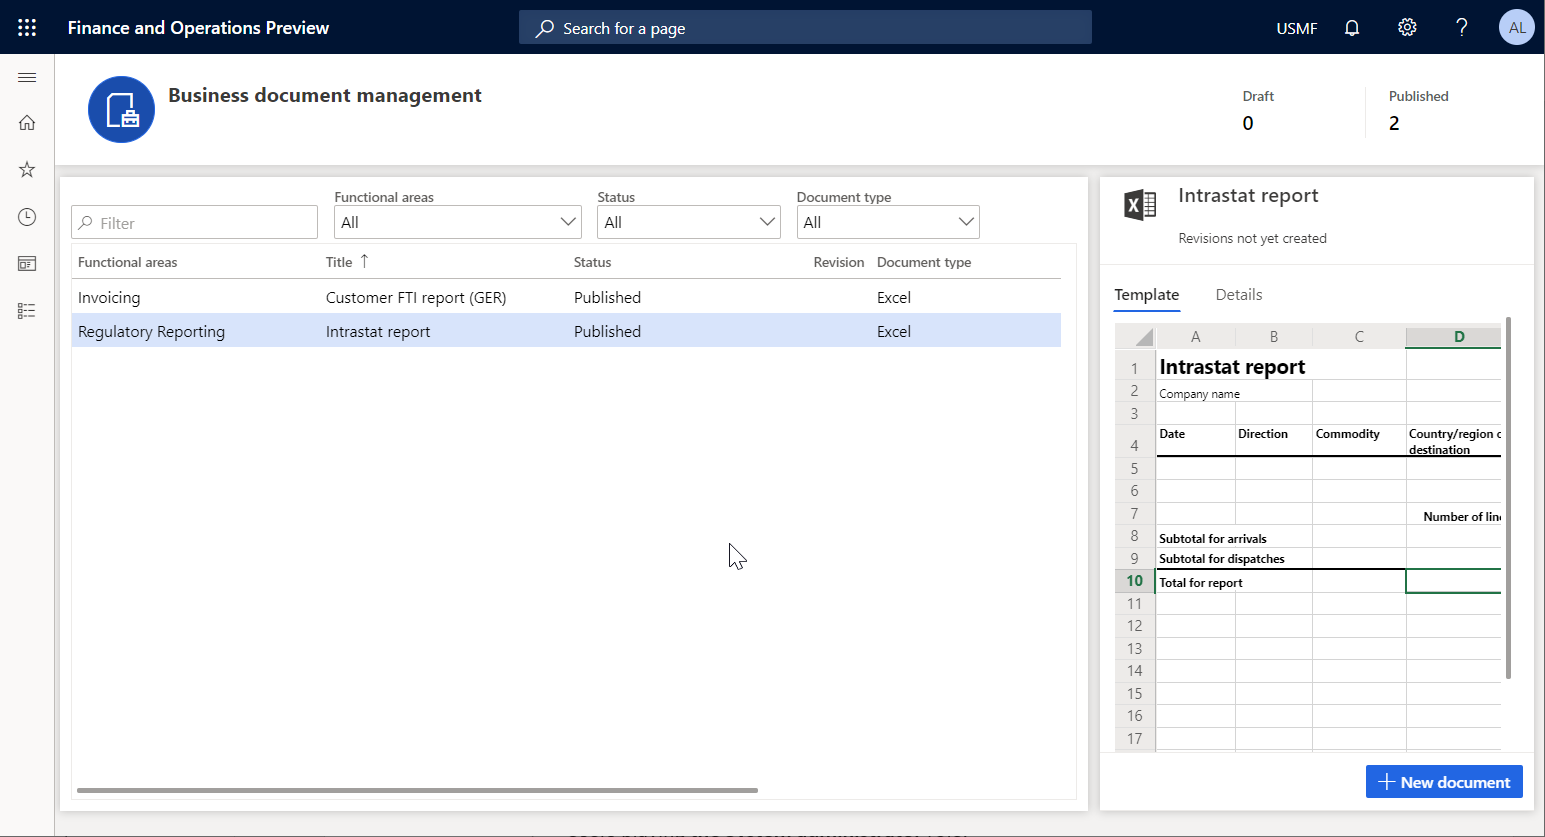 Finance and Operations Preview
Search for a page
USMF
?
AL
Business document management
Draft
0
Published
2
Functional areas
Status
Document type
Filter
All
All
All
Functional areas Title ↑ Status Revision Document type
Invoicing Customer FTI report (GER) Published Excel
Regulatory Reporting Intrastat report Published Excel
X
Intrastat report
Revisions not yet created
Template Details
A B C D
1 Intrastat report
2 Company name
3
4 Date Direction Commodity Country/region destination
5
6
7 Number of
8 Subtotal for arrivals
9 Subtotal for dispatches
10 Total for report
11
12
13
14
15
16
17
+ New document